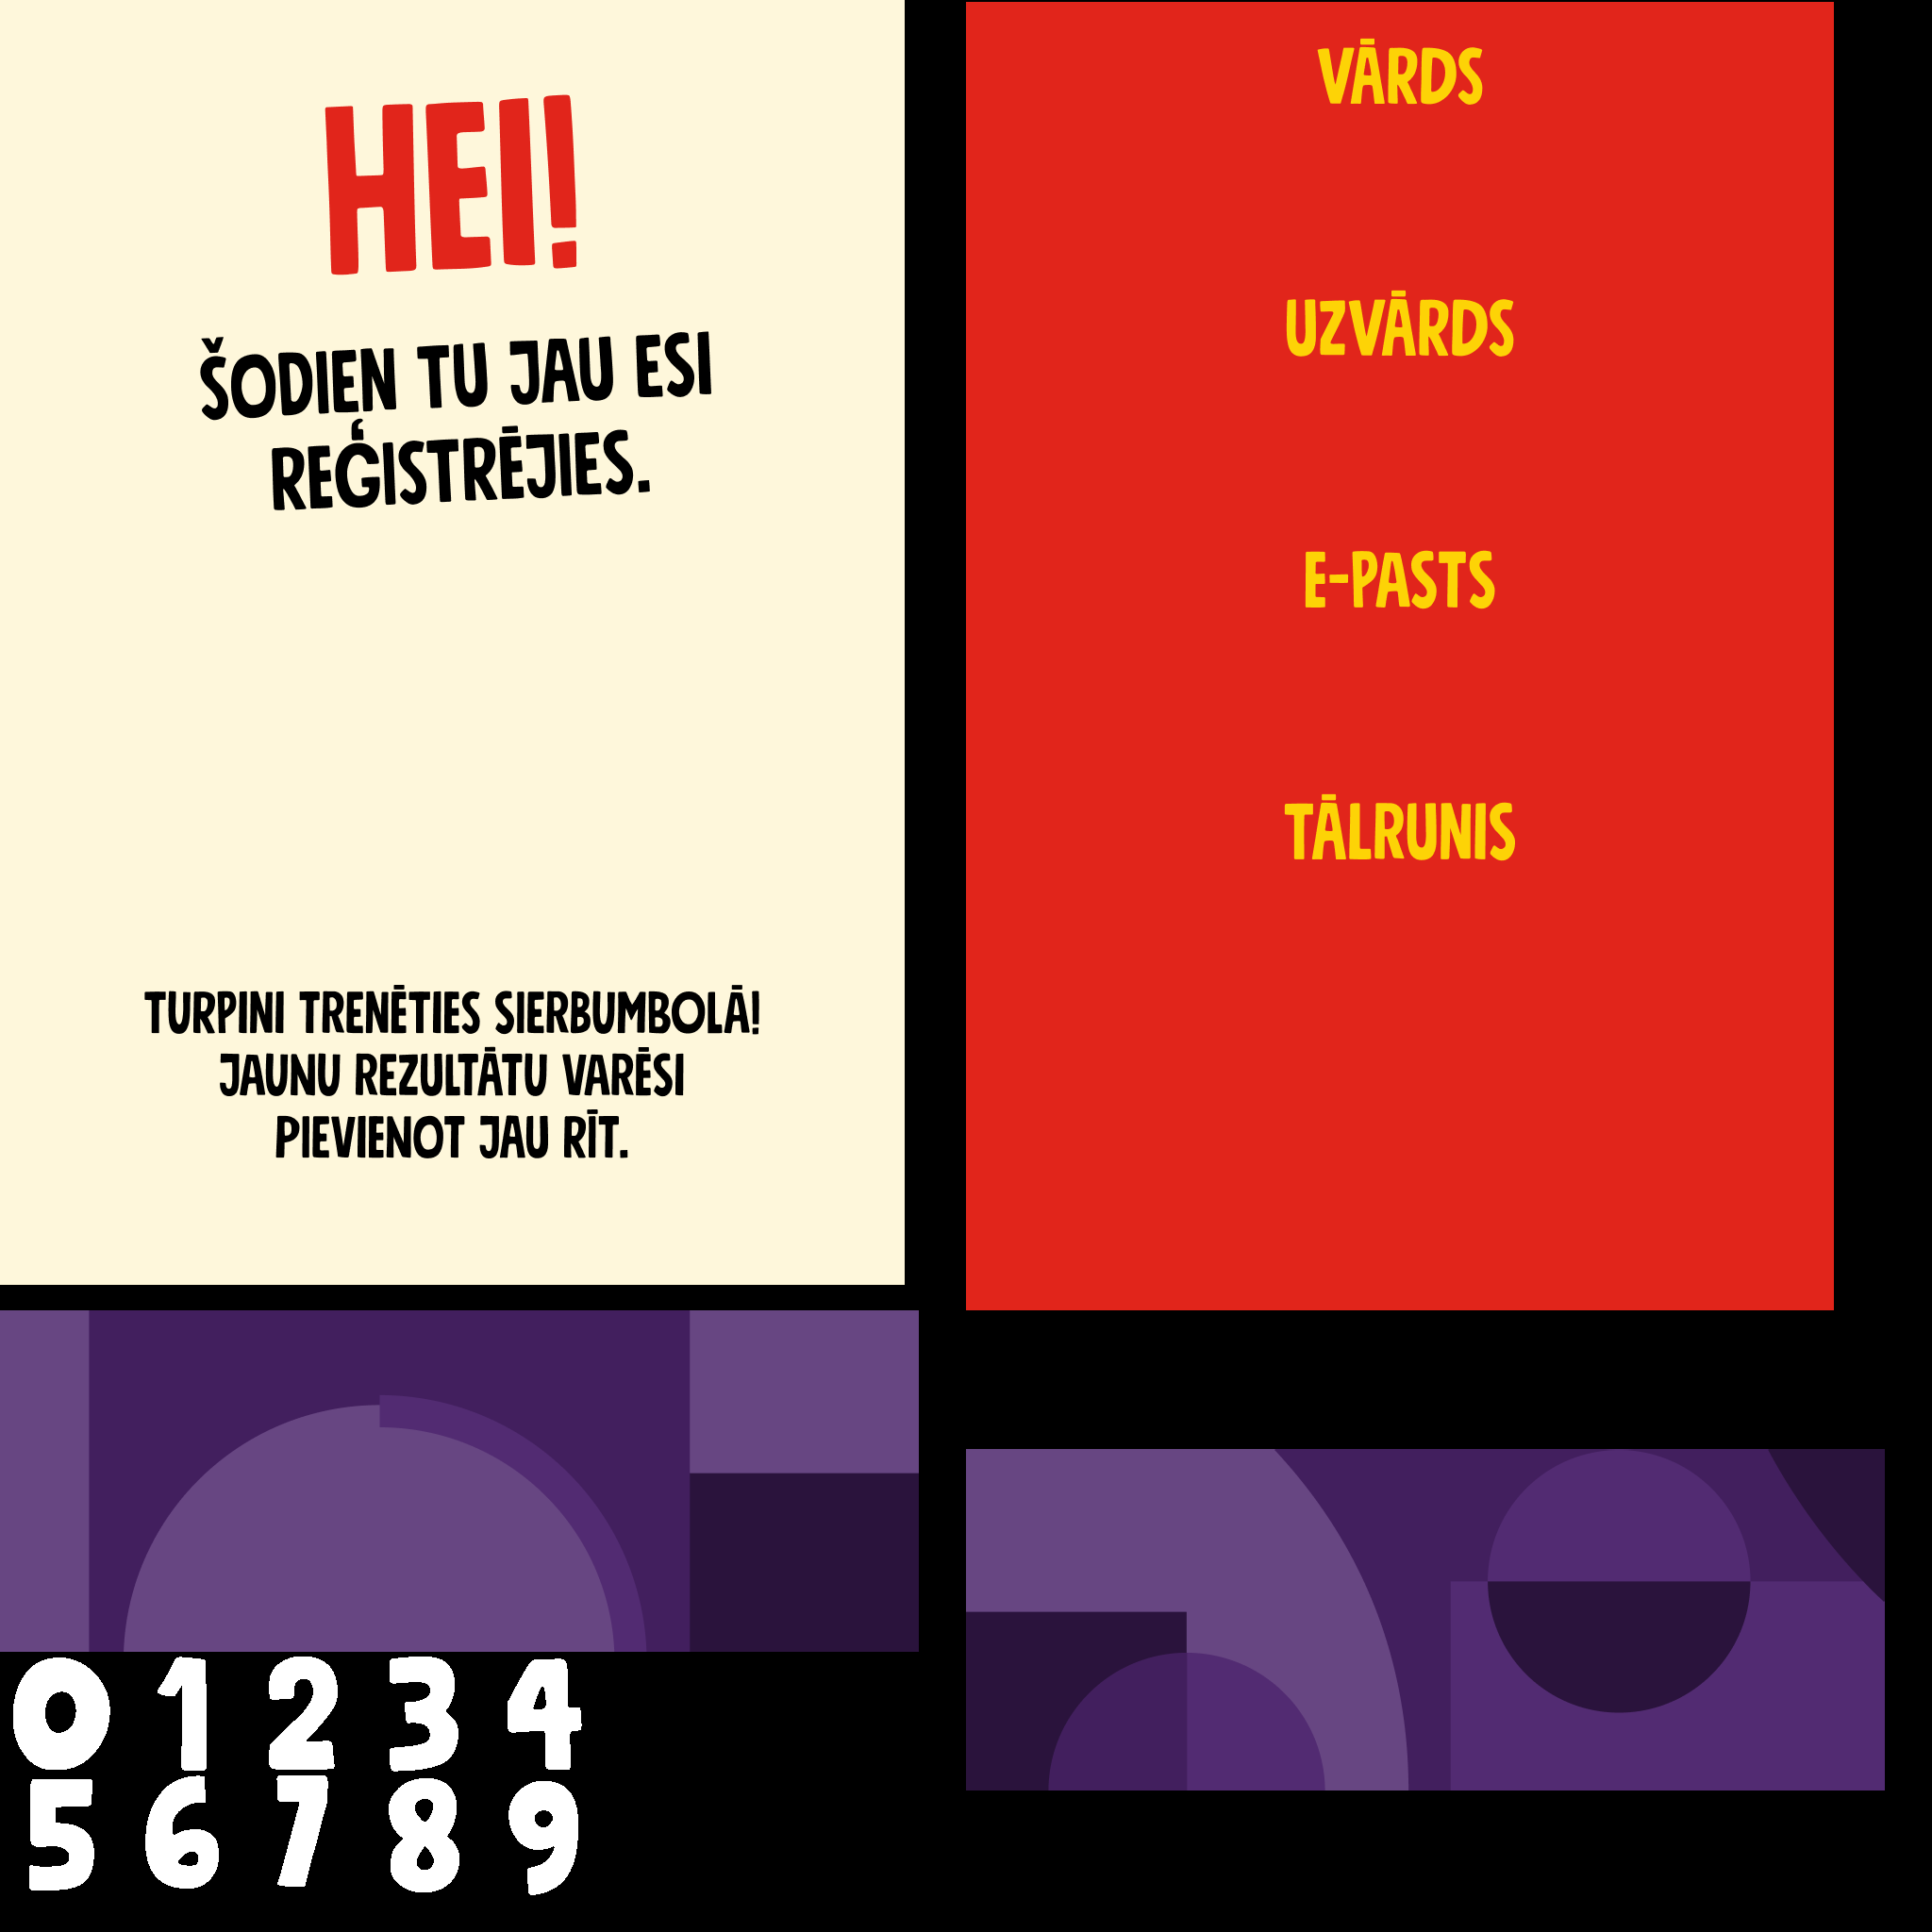 HEI!
ŠODIEN TU JAU ESI
REĢISTRĒJIES.
TURPINI TRENĒTIES SIERBUMBOLĀ!
JAUNU REZULTĀTU VARĒSI
PIEVIENOT JAU RĪT.
VĀRDS
UZVĀRDS
E-PASTS
TĀLRUNIS
0 1 2 3 4
5 6 7 8 9